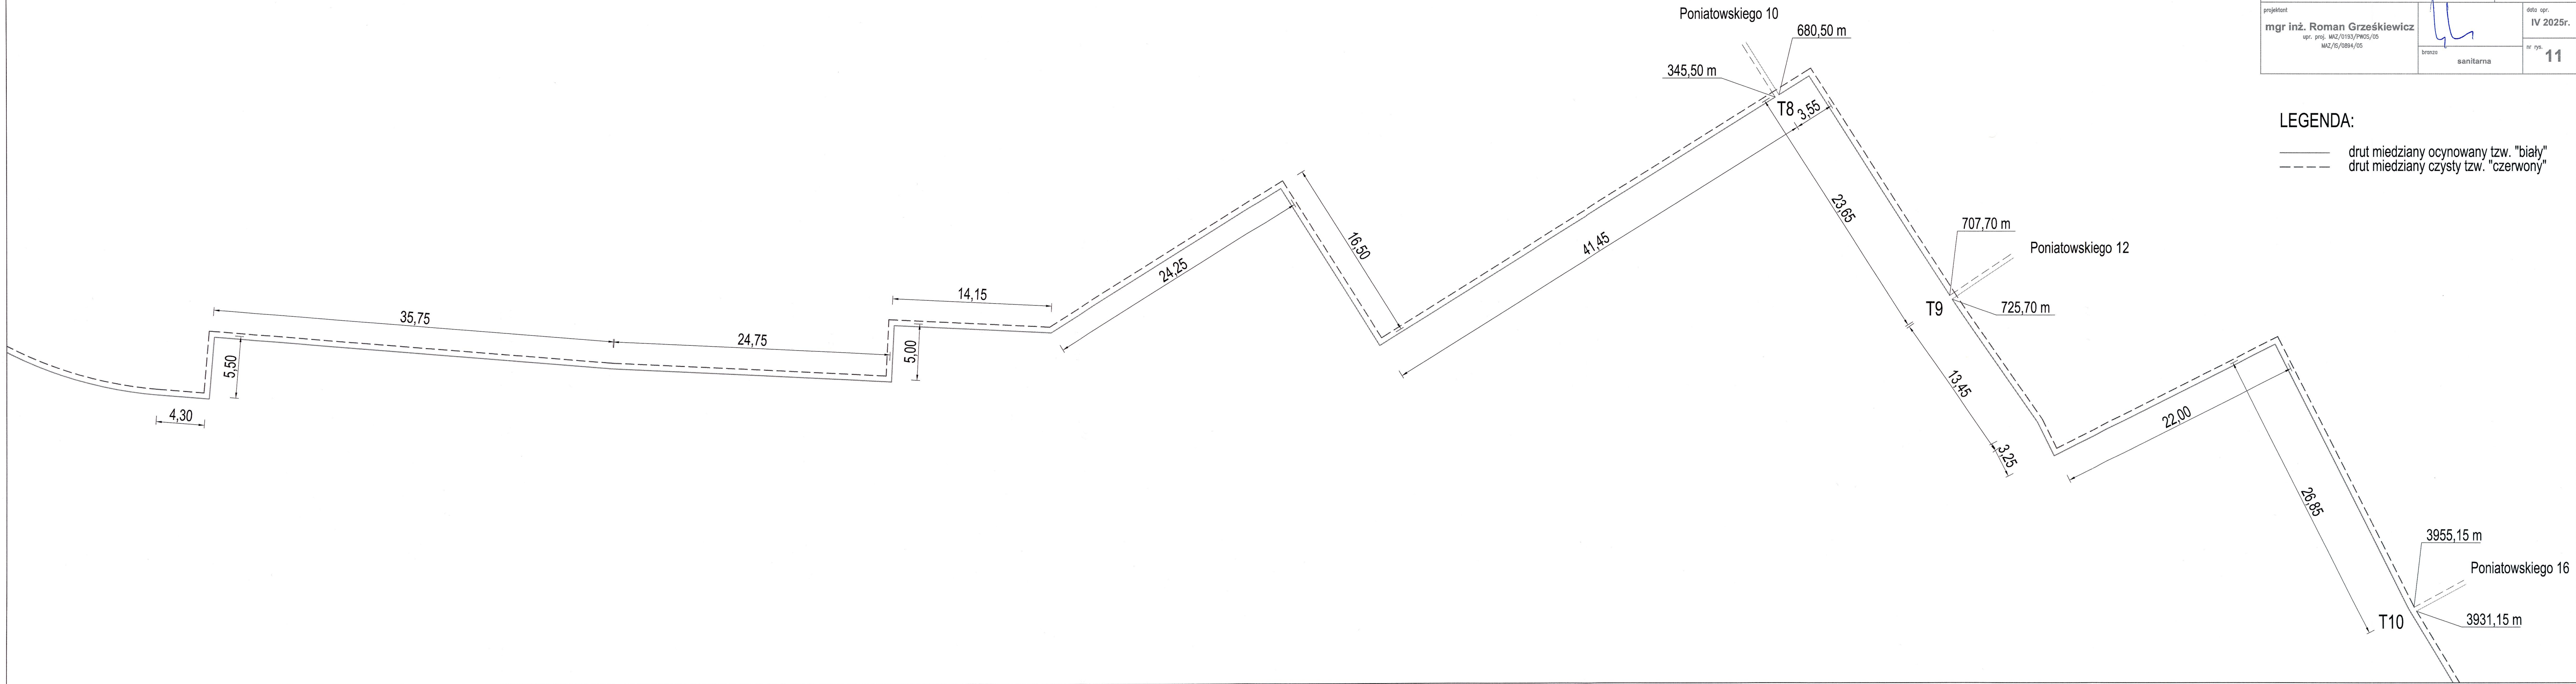 Poniatowskiego 10
680,50 m
345,50 m
T8
3,55
projektant
mgr inż. Roman Grześkiewicz
upr. proj. MAZ/0193/PWOS/05
MAZ/IS/0894/05
branża
sanitarna
data opr.
IV 2025r.
nr rys.
11
LEGENDA:
drut miedziany ocynowany tzw. "biały"
drut miedziany czysty tzw. "czerwony"
23,65
16,50
41,45
24,25
707,70 m
Poniatowskiego 12
T9
725,70 m
14,15
35,75
24,75
5,00
5,50
4,30
13,45
3,25
22,00
26,85
3955,15 m
Poniatowskiego 16
T10
3931,15 m